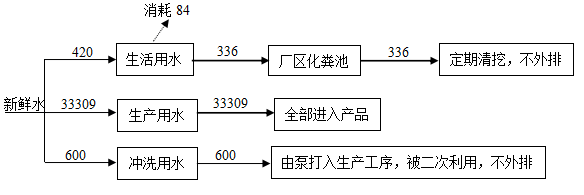 消耗 84
420 生活用水 336 厂区化粪池 336 定期清挖，不外排
新鲜水 33309 生产用水 33309 全部进入产品
600 冲洗用水 600 由泵打入生产工序，被二次利用，不外排